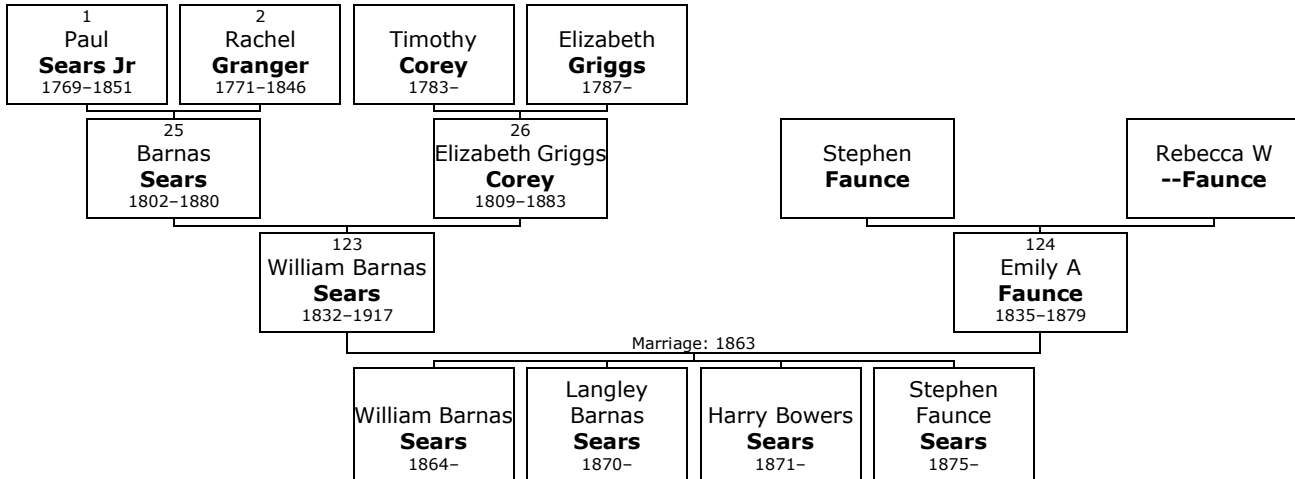 1
Paul
Sears Jr
1769–1851
2
Rachel
Granger
1771–1846
Timothy
Corey
1783–
Elizabeth
Griggs
1787–
25
Barnas
Sears
1802–1880
26
Elizabeth Griggs
Corey
1809–1883
Stephen
Faunce
Rebecca W
--Faunce
123
William Barnas
Sears
1832–1917
124
Emily A
Faunce
1835–1879
Marriage: 1863
William Barnas
Sears
1864–
Langley
Barnas
Sears
1870–
Harry Bowers
Sears
1871–
Stephen
Faunce
Sears
1875–